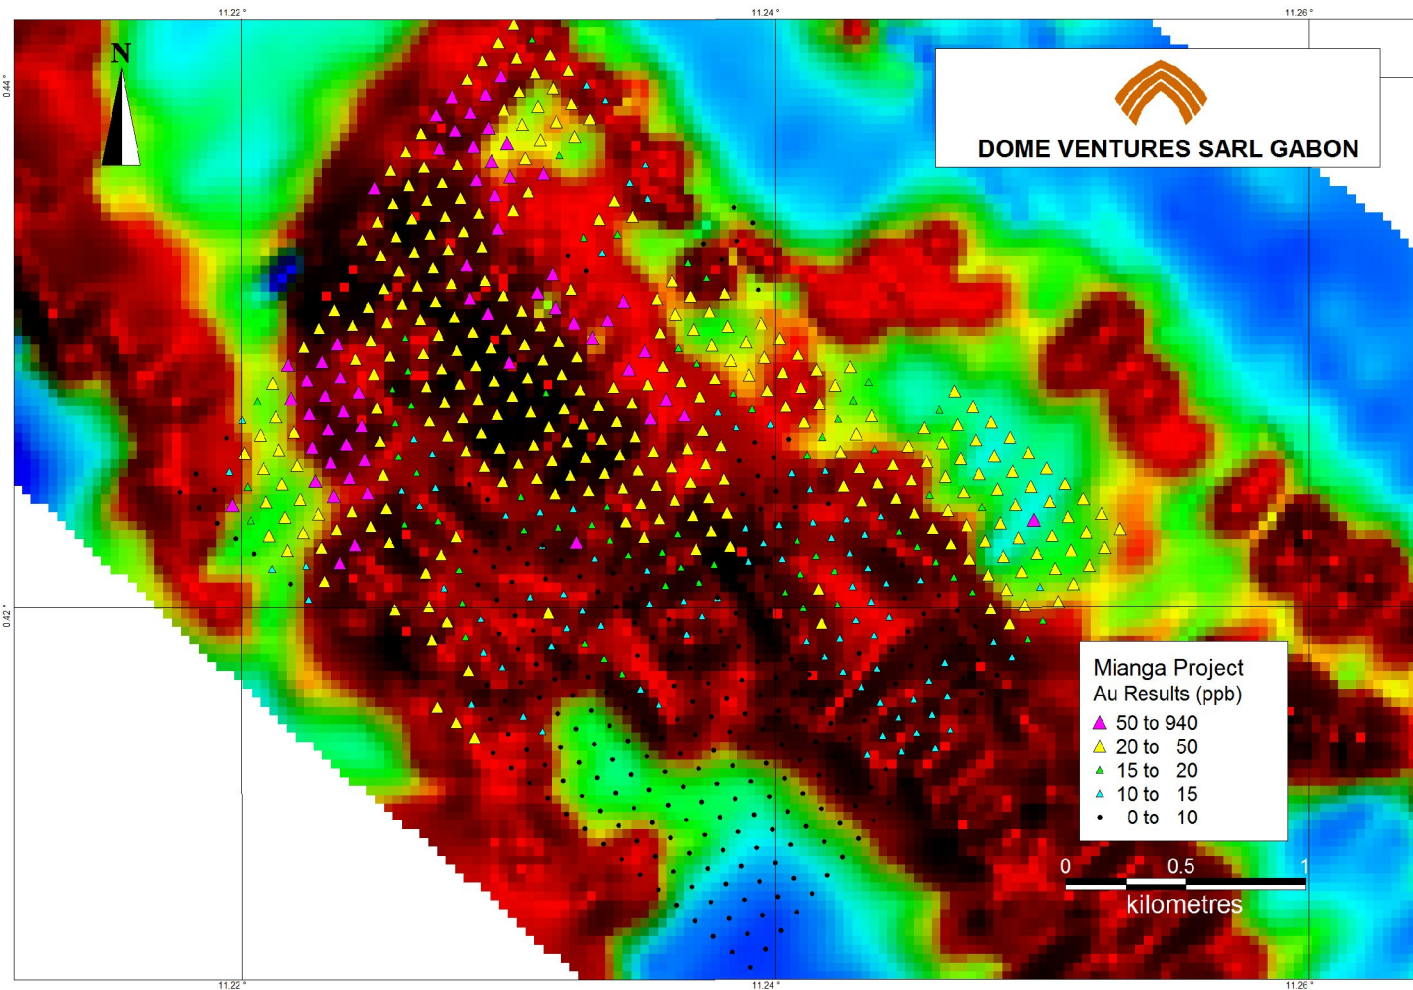 11.22 °
11.24 °
11.26 °
0.44 °
N
DOME VENTURES SARL GABON
0.42 °
Mianga Project
Au Results (ppb)
50 to 940
20 to 50
15 to 20
10 to 15
0 to 10
0 0.5 1
kilometres
11.22 °
11.24 °
11.26 °